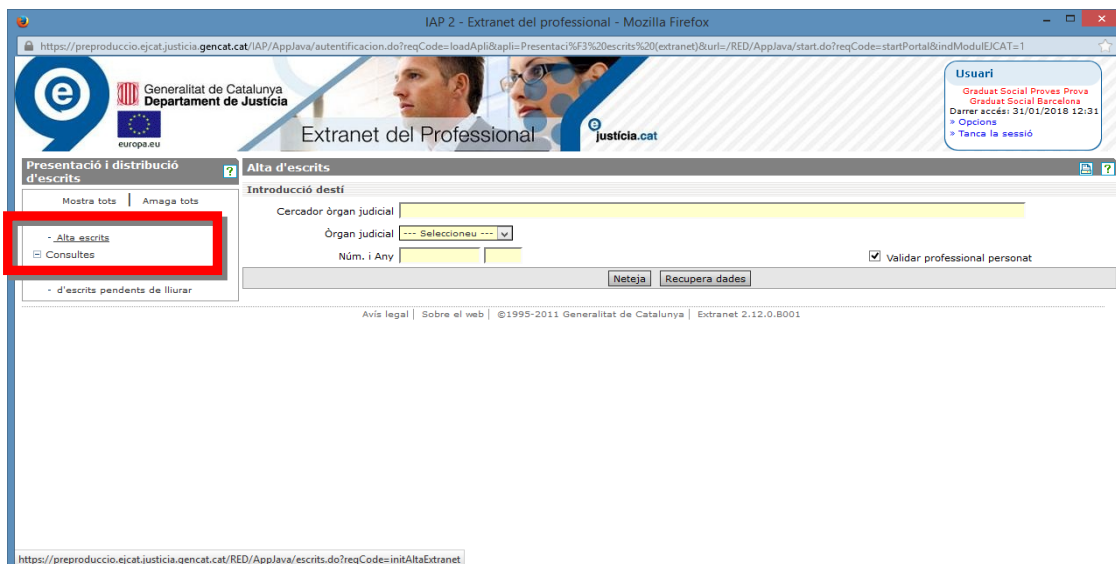 IAP 2 - Extranet del professional - Mozilla Firefox
https://preproduccio.ejcat.justicia.gencat.cat/IAP/AppJava/autentificacion.do?reqCode=loadApli&apli=Presentaci%F3%20escrits%20(extranet)&url=/RED/AppJava/start.do?reqCode=startPortal&indModulEJCAT=1
e
Generalitat de Catalunya
Departament de Justícia
europa.eu
Extranet del Professional
e
justícia.cat
Usuari
Graduat Social Proves Prova
Graduat Social Barcelona
Darrer accés: 31/01/2018 12:31
» Opcions
» Tanca la sessió
Presentació i distribució
d'escrits
?
Mostra tots | Amaga tots
- Alta escrits
Consultes
- d'escrits pendents de lliurar
Alta d'escrits
?
Introducció destí
Cercador òrgan judicial
Òrgan judicial --- Seleccioneu ---
Núm. i Any
Validar professional personat
Neteja Recupera dades
Avís legal | Sobre el web | ©1995-2011 Generalitat de Catalunya | Extranet 2.12.0.B001
https://preproduccio.ejcat.justicia.gencat.cat/RED/AppJava/escrits.do?reqCode=initAltaExtranet